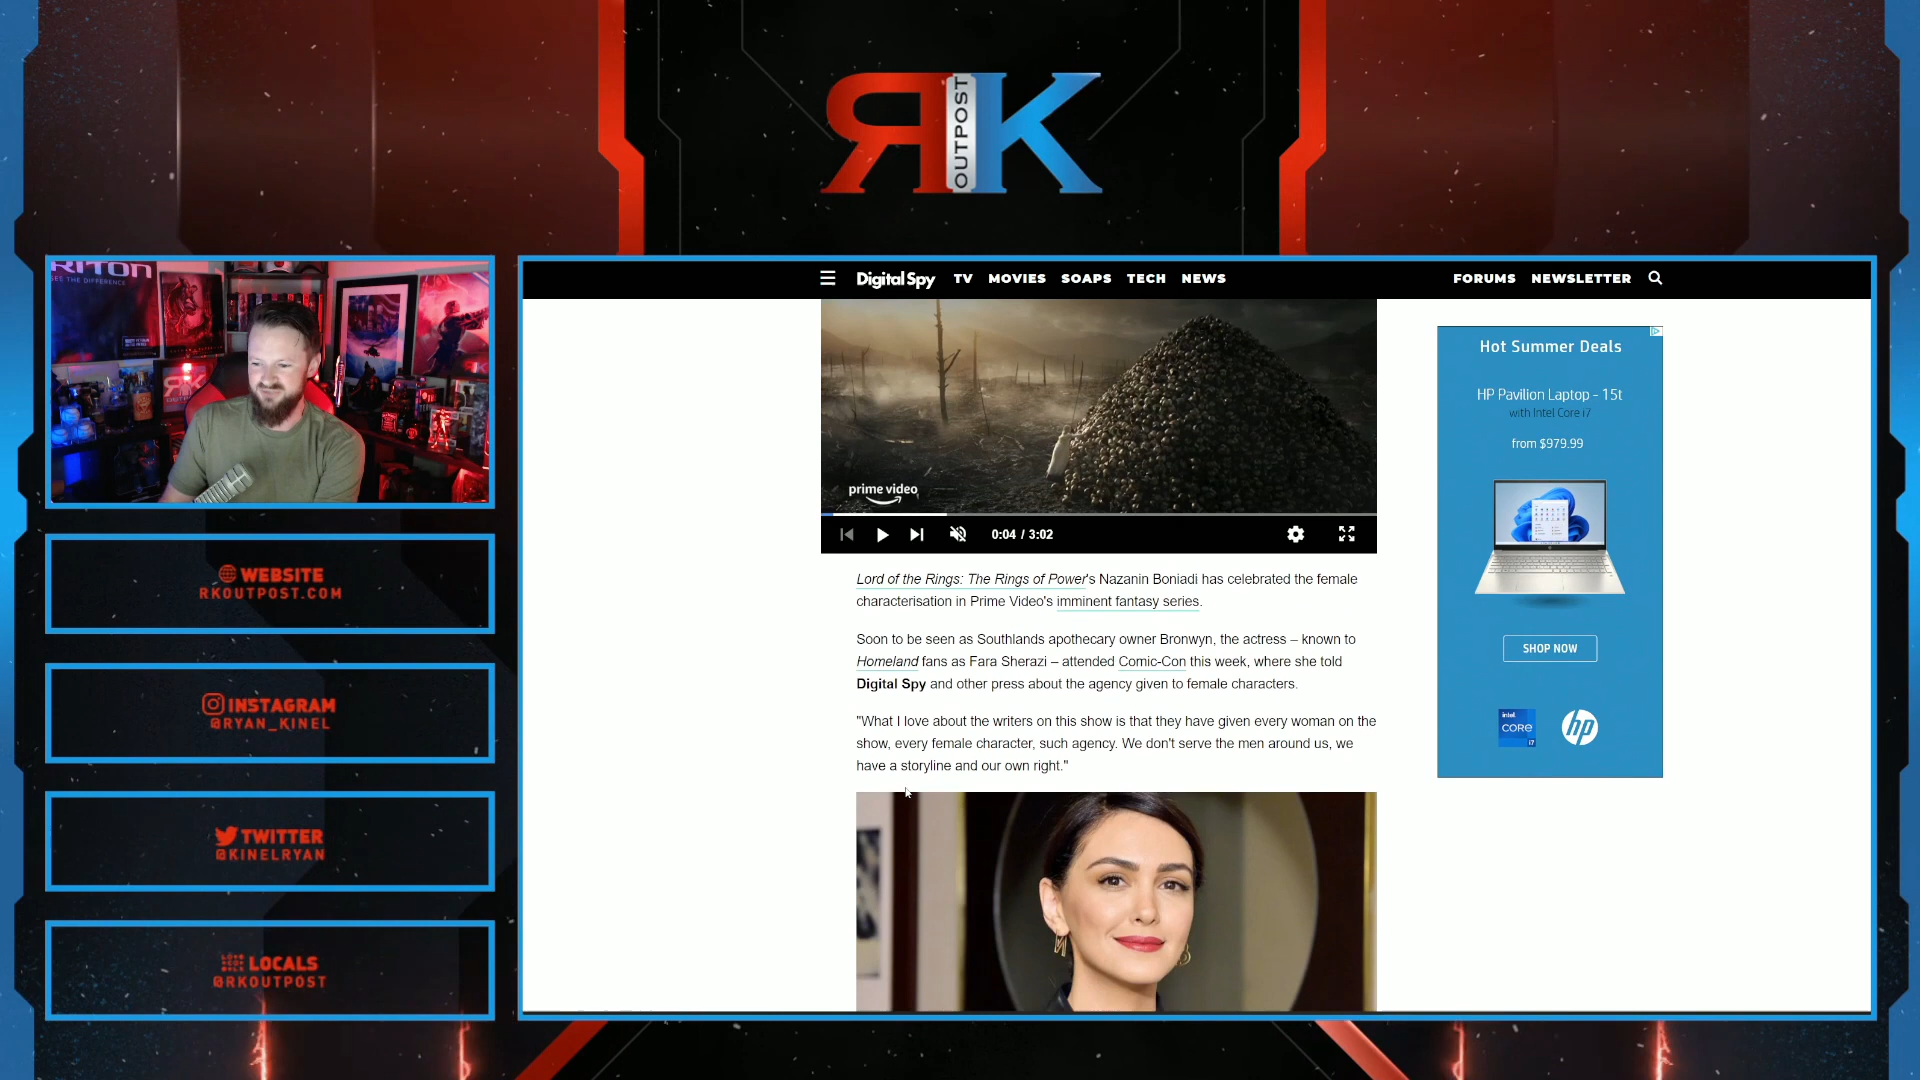 RK
OUTPOST
RITON
SEE THE DIFFERENCE
WEBSITE
RKOUTPOST.COM
INSTAGRAM
@RYAN_KINEL
TWITTER
@KINELRYAN
LOCALS
@RKOUTPOST
DigitalSpy TV MOVIES SOAPS TECH NEWS FORUMS NEWSLETTER
prime video
0:04 / 3:02
Lord of the Rings: The Rings of Power's Nazanin Boniadi has celebrated the female
characterisation in Prime Video's imminent fantasy series.
Soon to be seen as Southlands apothecary owner Bronwyn, the actress – known to
Homeland fans as Fara Sherazi – attended Comic-Con this week, where she told
Digital Spy and other press about the agency given to female characters.
"What I love about the writers on this show is that they have given every woman on the
show, every female character, such agency. We don't serve the men around us, we
have a storyline and our own right."
Hot Summer Deals
HP Pavilion Laptop - 15t
with Intel Core i7
from $979.99
SHOP NOW
intel
CORE
i7
hp